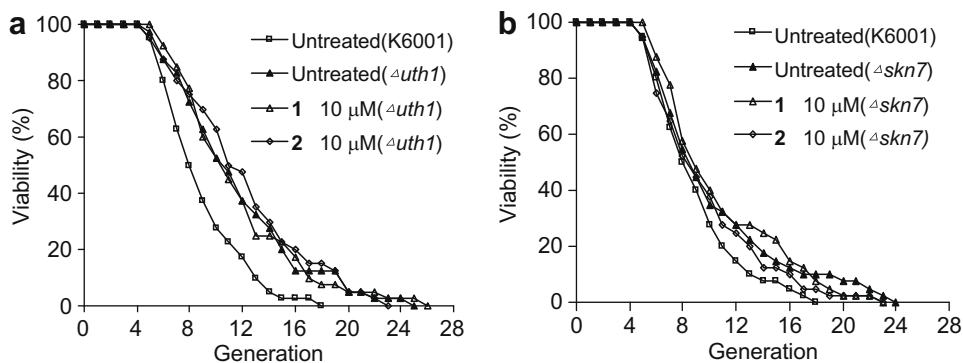 a
Viability (%)
100
80
60
40
20
0
0 4 8 12 16 20 24 28
Generation
Untreated(K6001)
Untreated(△uth1)
1 10 μM(△uth1)
2 10 μM(△uth1)
b
Viability (%)
100
80
60
40
20
0
0 4 8 12 16 20 24 28
Generation
Untreated(K6001)
Untreated(△skn7)
1 10 μM(△skn7)
2 10 μM(△skn7)